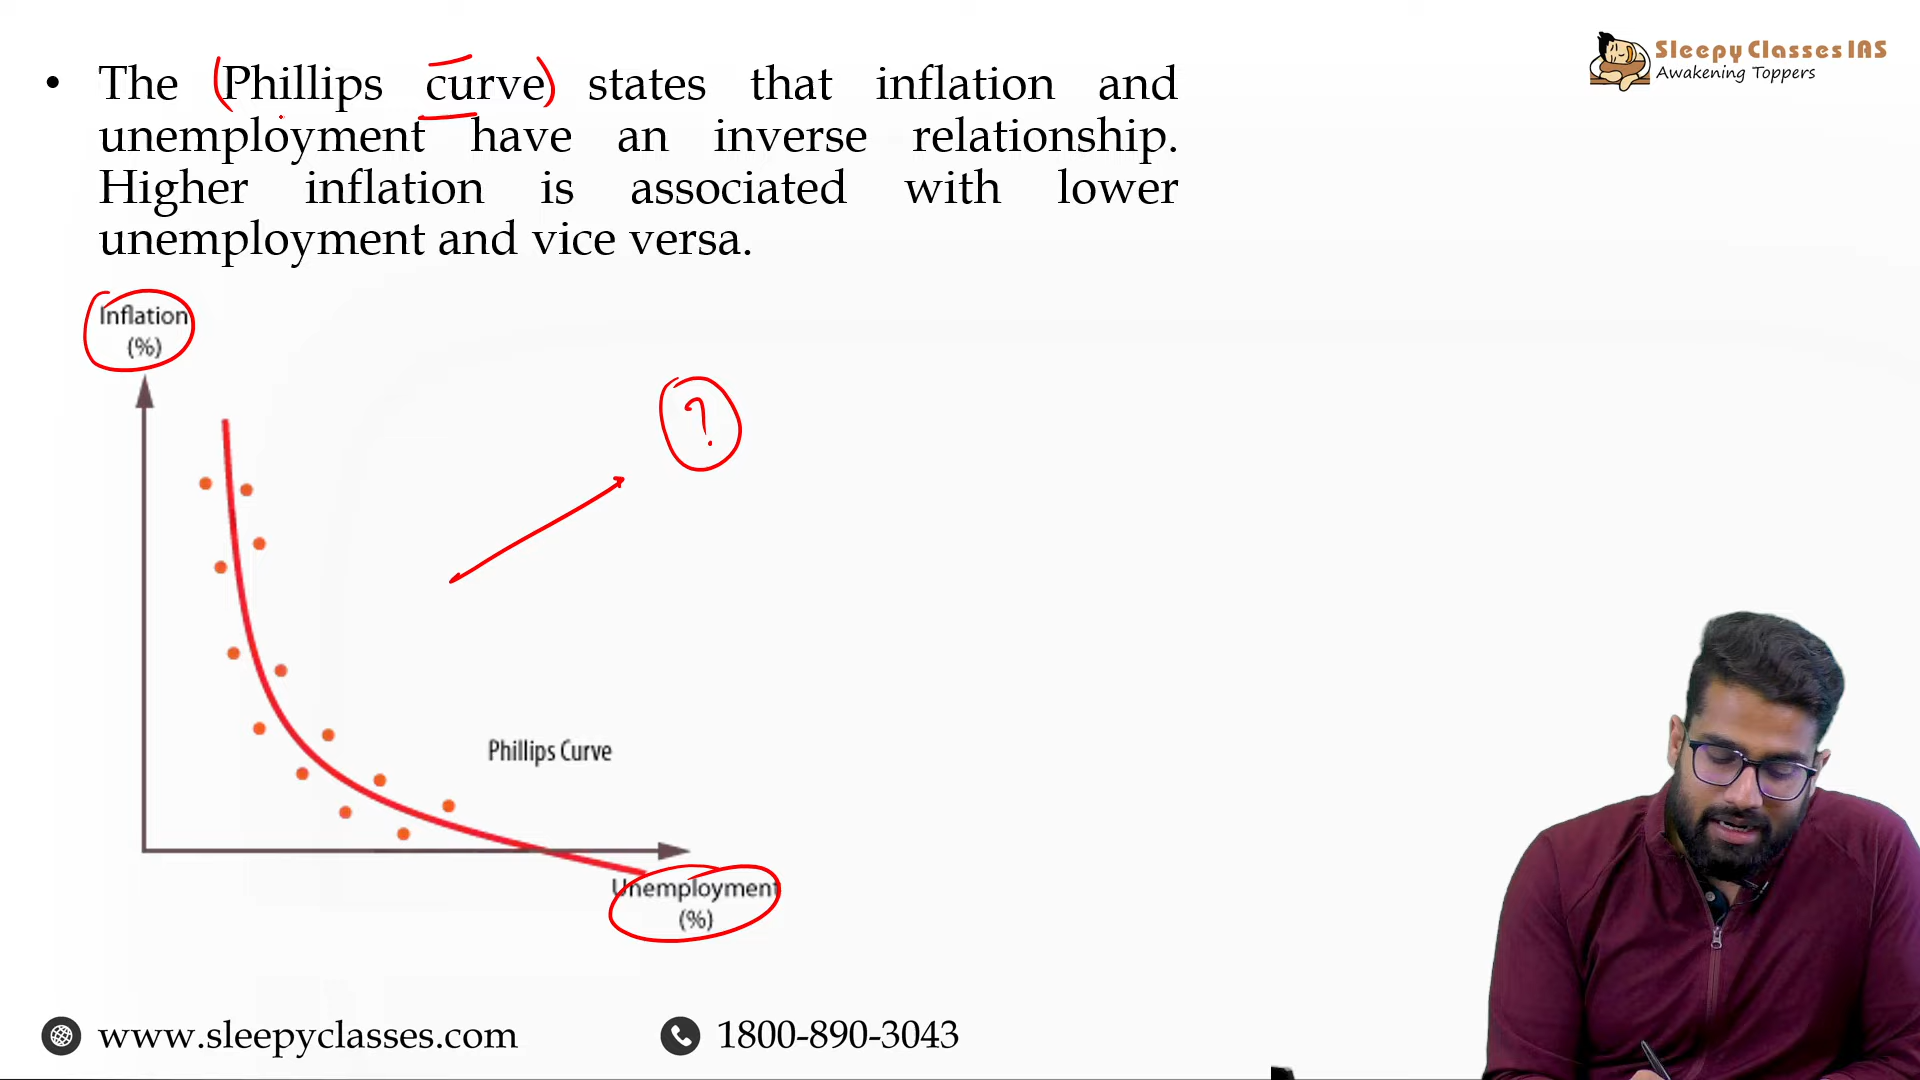 Sleepy Classes IAS
Awakening Toppers
• The (Phillips curve) states that inflation and
unemployment have an inverse relationship.
Higher inflation is associated with lower
unemployment and vice versa.
Inflation
(%)
?
Phillips Curve
Unemployment
(%)
www.sleepyclasses.com
1800-890-3043